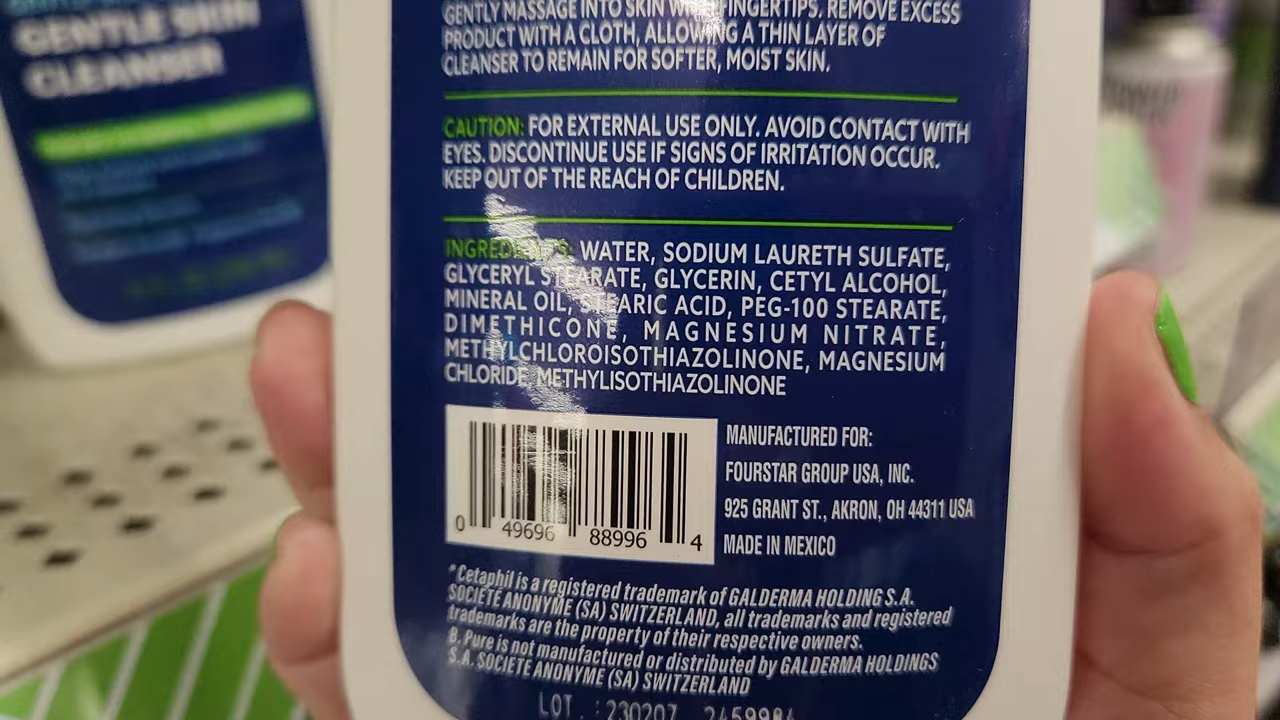 GENTLE SKIN
CLEANSER
GENTLY MASSAGE INTO SKIN WITH FINGERTIPS. REMOVE EXCESS
PRODUCT WITH A CLOTH, ALLOWING A THIN LAYER OF
CLEANSER TO REMAIN FOR SOFTER, MOIST SKIN.
CAUTION: FOR EXTERNAL USE ONLY. AVOID CONTACT WITH
EYES. DISCONTINUE USE IF SIGNS OF IRRITATION OCCUR.
KEEP OUT OF THE REACH OF CHILDREN.
INGREDIENTS: WATER, SODIUM LAURETH SULFATE,
GLYCERYL STEARATE, GLYCERIN, CETYL ALCOHOL,
MINERAL OIL, STEARIC ACID, PEG-100 STEARATE,
DIMETHICONE, MAGNESIUM NITRATE,
METHYLCHLOROISOTHIAZOLINONE, MAGNESIUM
CHLORIDE, METHYLISOTHIAZOLINONE
0 49696 88996 4
MANUFACTURED FOR:
FOURSTAR GROUP USA, INC.
925 GRANT ST., AKRON, OH 44311 USA
MADE IN MEXICO
*Cetaphil is a registered trademark of GALDERMA HOLDING S.A.
SOCIÉTÉ ANONYME (SA) SWITZERLAND, all trademarks and registered
trademarks are the property of their respective owners.
B. Pure is not manufactured or distributed by GALDERMA HOLDINGS
S.A. SOCIETE ANONYME (SA) SWITZERLAND
LOT : 230207 2459984